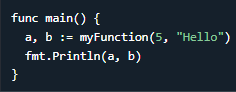 func main() {
  a, b := myFunction(5, "Hello")
  fmt.Println(a, b)
}